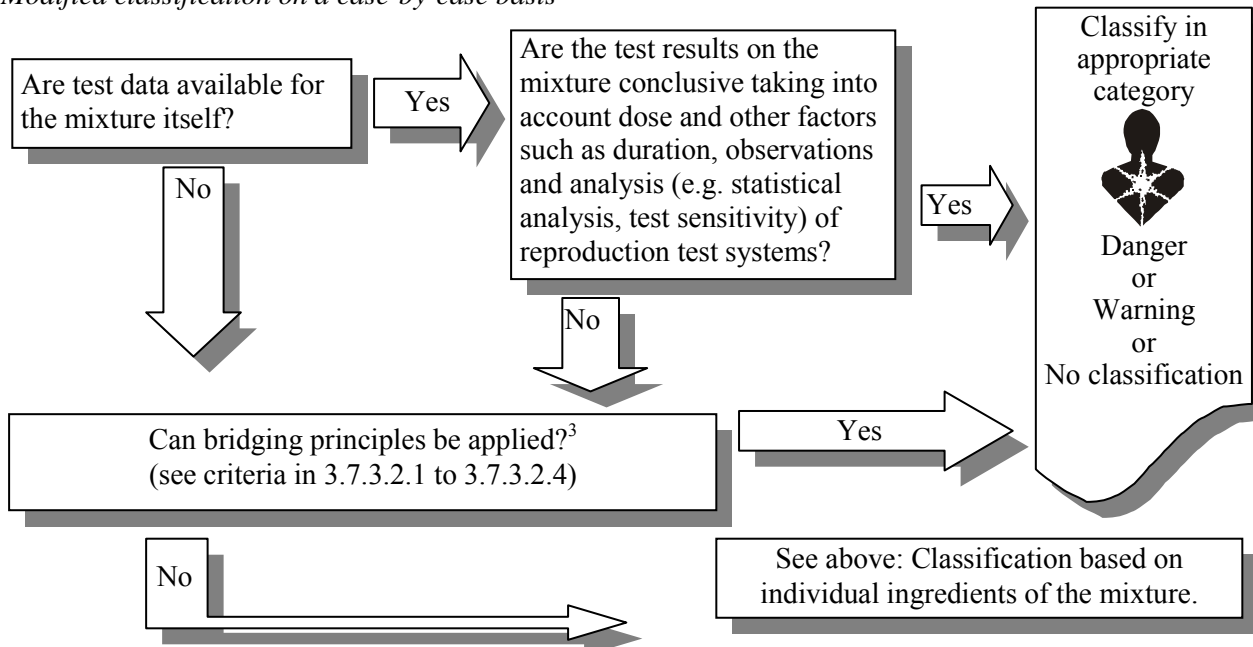 Modified classification on a case-by-case basis
Are test data available for
the mixture itself?
Yes
Are the test results on the
mixture conclusive taking into
account dose and other factors
such as duration, observations
and analysis (e.g. statistical
analysis, test sensitivity) of
reproduction test systems?
Yes
Classify in
appropriate
category
Danger
or
Warning
or
No classification
No
No
Can bridging principles be applied?³
(see criteria in 3.7.3.2.1 to 3.7.3.2.4)
Yes
No
See above: Classification based on
individual ingredients of the mixture.